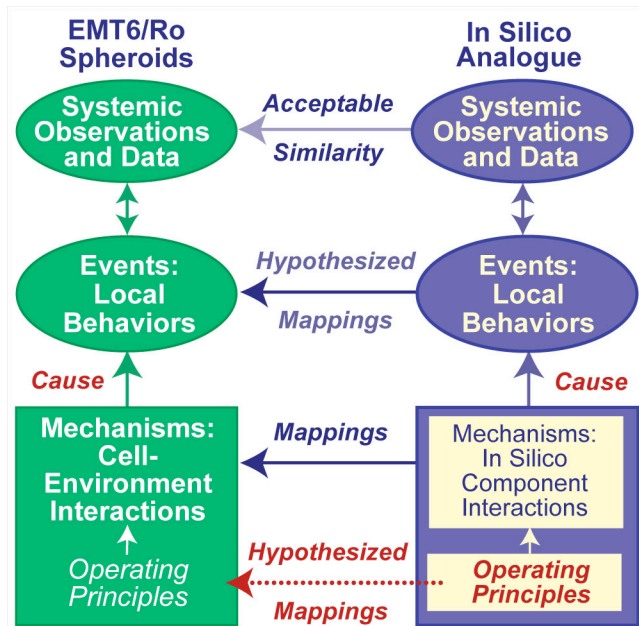 EMT6/Ro
Spheroids
In Silico
Analogue
Systemic
Observations
and Data
Acceptable
Similarity
Systemic
Observations
and Data
Events:
Local
Behaviors
Hypothesized
Mappings
Events:
Local
Behaviors
Cause
Cause
Mechanisms:
Cell-
Environment
Interactions
Mappings
Mechanisms:
In Silico
Component
Interactions
Operating
Principles
Hypothesized
Mappings
Operating
Principles